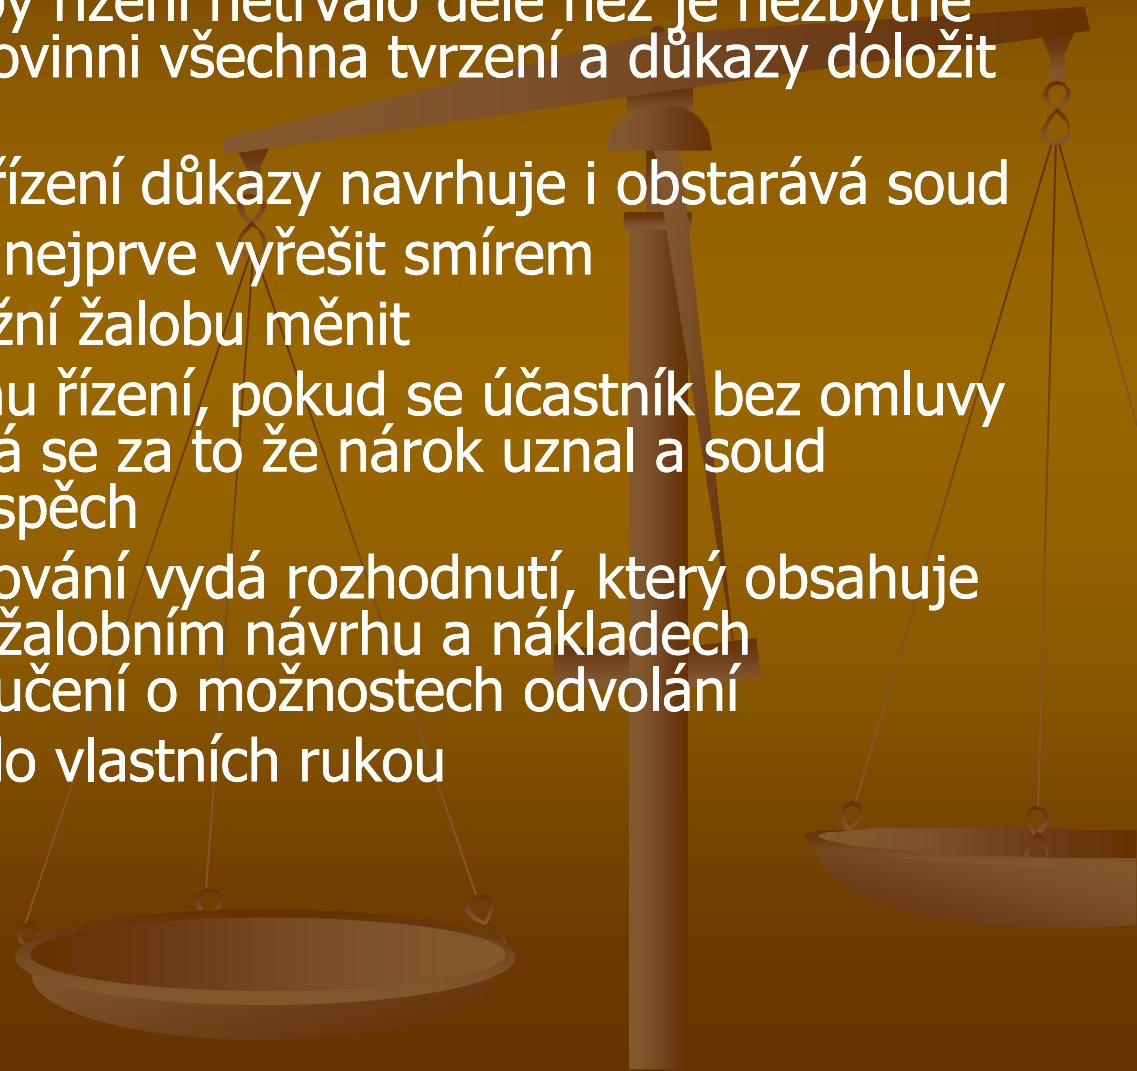 by řízení netrvalo déle než je nezbytné
ovinni všechna tvrzení a důkazy doložit
řízení důkazy navrhuje i obstarává soud
nejprve vyřešit smírem
žní žalobu měnit
nu řízení, pokud se účastník bez omluvy
á se za to že nárok uznal a soud
spěch
ování vydá rozhodnutí, který obsahuje
žalobním návrhu a nákladech
učení o možnostech odvolání
do vlastních rukou